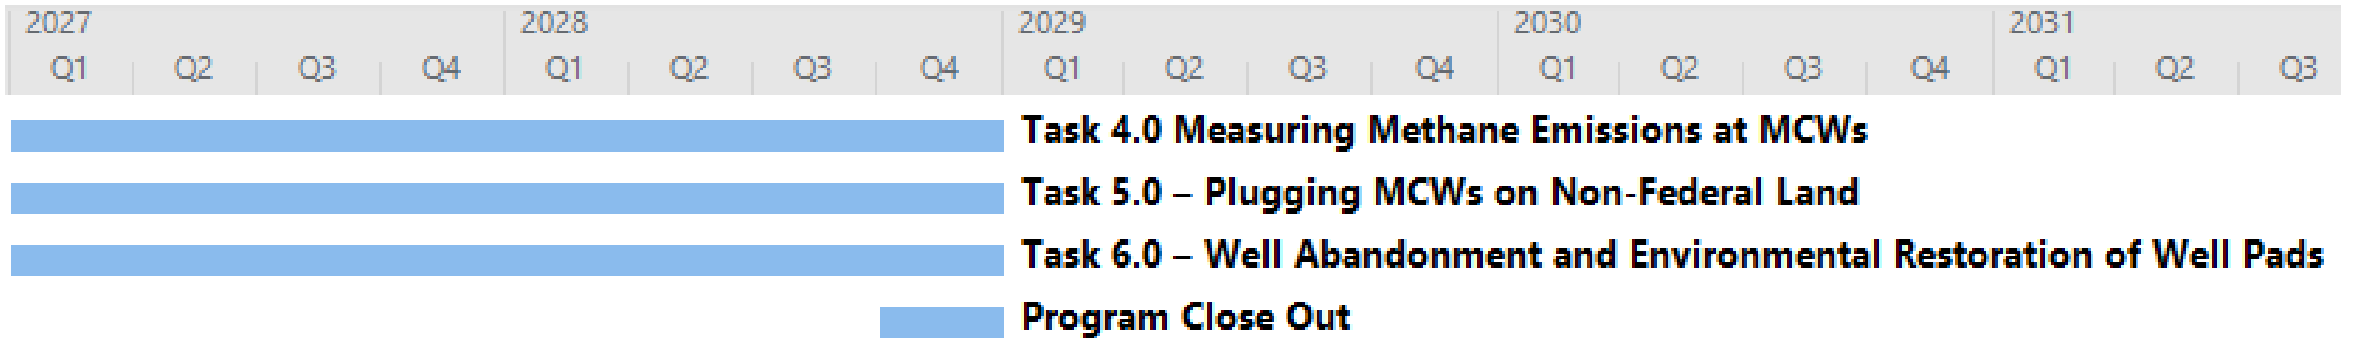 2027 2028 2029 2030 2031
Q1 Q2 Q3 Q4 Q1 Q2 Q3 Q4 Q1 Q2 Q3 Q4 Q1 Q2 Q3 Q4 Q1 Q2 Q3
Task 4.0 Measuring Methane Emissions at MCWs
Task 5.0 – Plugging MCWs on Non-Federal Land
Task 6.0 – Well Abandonment and Environmental Restoration of Well Pads
Program Close Out